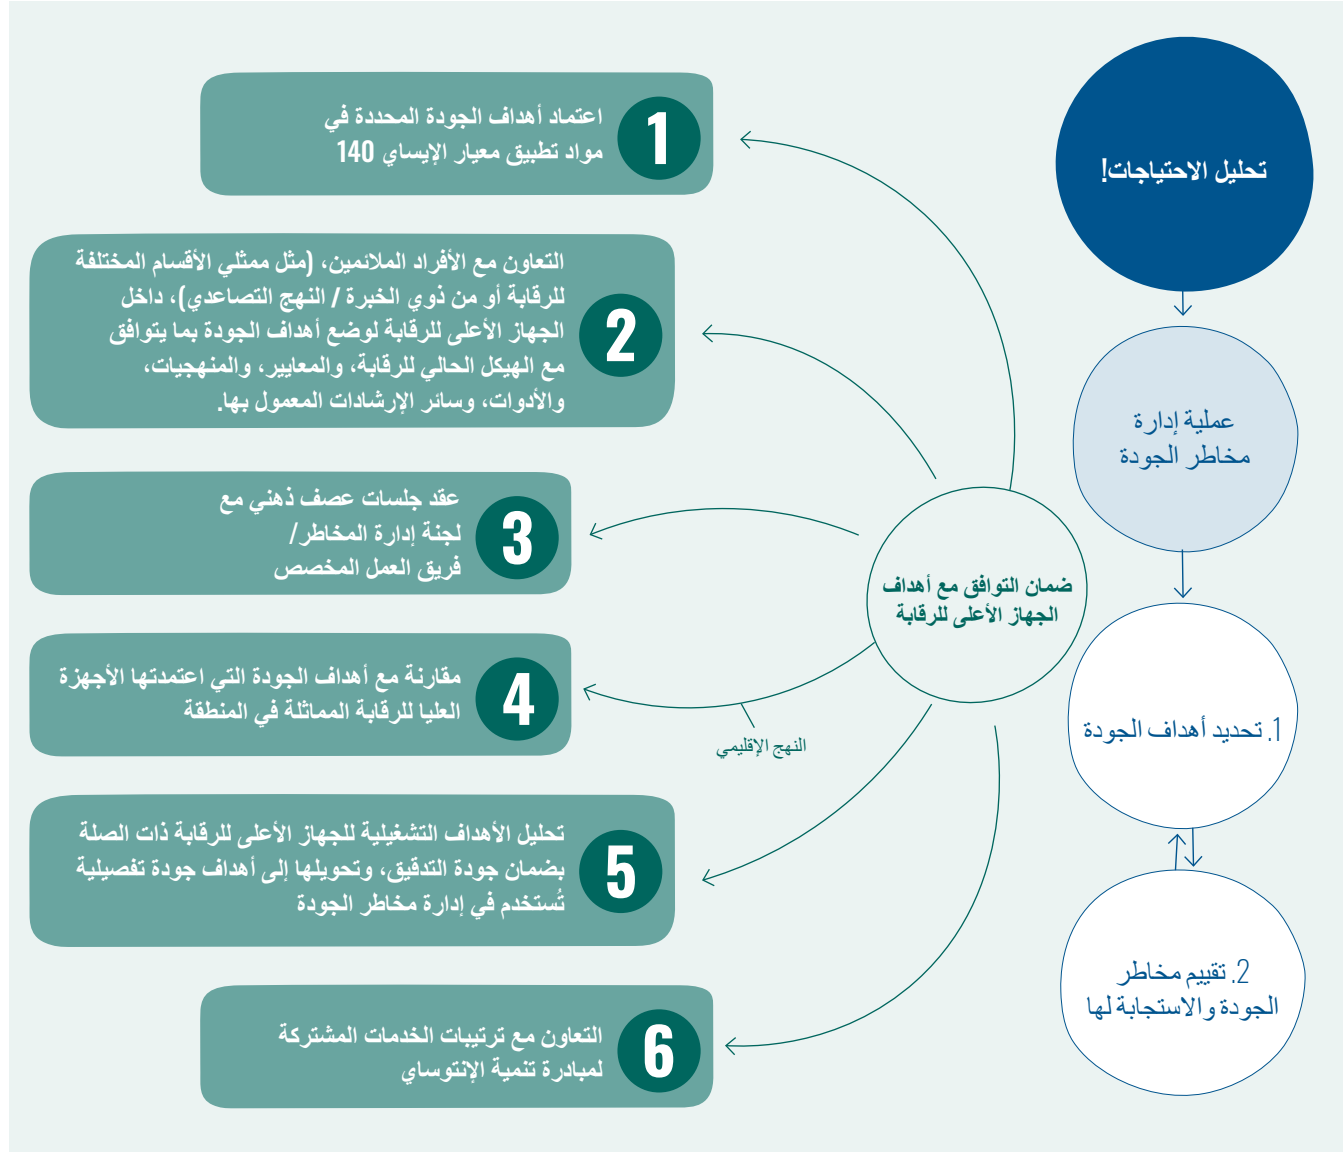 تحليل الاحتياجات!
عملية إدارة
مخاطر الجودة
1. تحديد أهداف الجودة
2. تقييم مخاطر
الجودة والاستجابة لها
ضمان التوافق مع أهداف
الجهاز الأعلى للرقابة
1
اعتماد أهداف الجودة المحددة في
مواد تطبيق معيار الإيساي 140
2
التعاون مع الأفراد الملائمين، (مثل ممثلي الأقسام المختلفة
للرقابة أو من ذوي الخبرة / النهج التصاعدي)، داخل
الجهاز الأعلى للرقابة لوضع أهداف الجودة بما يتوافق
مع الهيكل الحالي للرقابة، والمعايير، والمنهجيات،
والأدوات، وسائر الإرشادات المعمول بها.
3
عقد جلسات عصف ذهني مع
لجنة إدارة المخاطر/
فريق العمل المخصص
4
مقارنة مع أهداف الجودة التي اعتمدتها الأجهزة
العليا للرقابة المماثلة في المنطقة
النهج الإقليمي
5
تحليل الأهداف التشغيلية للجهاز الأعلى للرقابة ذات الصلة
بضمان جودة التدقيق، وتحويلها إلى أهداف جودة تفصيلية
تُستخدم في إدارة مخاطر الجودة
6
التعاون مع ترتيبات الخدمات المشتركة
لمبادرة تنمية الإنتوساي